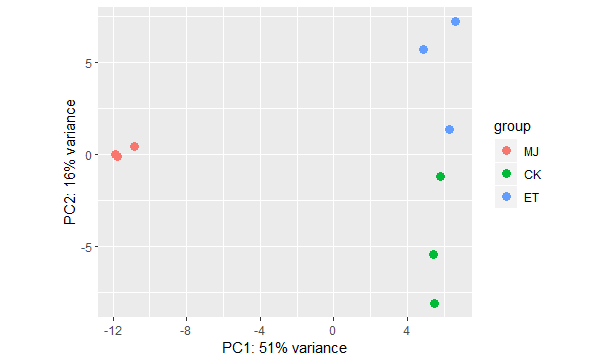 5
0
-5
-12
-8
-4
0
4
PC1: 51% variance
PC2: 16% variance
group
MJ
CK
ET